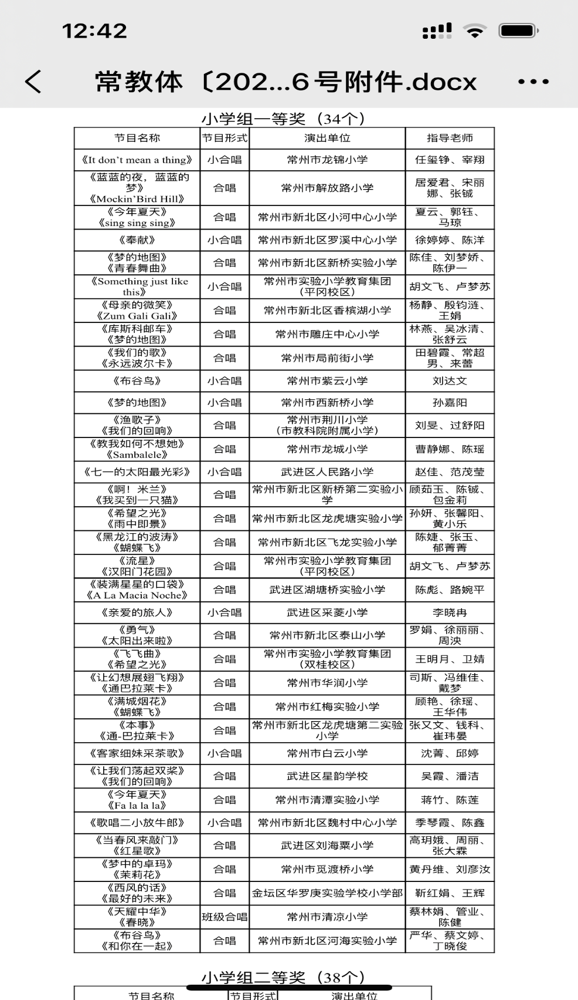 12:42
常教体〔202...6号附件.docx
小学组一等奖（34个）
节目名称 节目形式 演出单位 指导老师
《It don't mean a thing》 小合唱 常州市龙锦小学 任玺铮、宰翔
《蓝蓝的夜，蓝蓝的
梦》
《Mockin'Bird Hill》 合唱 常州市解放路小学 居爱君、宋丽
娜、张铖
《今年夏天》
《sing sing sing》 合唱 常州市新北区小河中心小学 夏云、郭钰、
马琼
《奉献》 小合唱 常州市新北区罗溪中心小学 徐婷婷、陈洋
《梦的地图》
《青春舞曲》 合唱 常州市新北区新桥实验小学 陈佳、刘梦娇、
陈伊一
《Something just like
this》 小合唱 常州市实验小学教育集团
（平冈校区） 胡文飞、卢梦苏
《母亲的微笑》
《Zum Gali Gali》 合唱 常州市新北区香槟湖小学 杨静、殷钧涟、
王娟
《库斯科邮车》
《梦的地图》 合唱 常州市雕庄中心小学 林燕、吴冰清、
张舒云
《我们的歌》
《永远波尔卡》 合唱 常州市局前街小学 田碧霞、常超
男、来蕾
《布谷鸟》 小合唱 常州市紫云小学 刘达文
《梦的地图》 小合唱 常州市西新桥小学 孙嘉阳
《渔歌子》
《我们的回响》 合唱 常州市荆川小学
（市教科院附属小学） 刘旻、过舒阳
《教我如何不想她》
《Sambalele》 合唱 常州市龙城小学 曹静娜、陈瑶
《七一的太阳最光彩》 小合唱 武进区人民路小学 赵佳、范茂莹
《啊！米兰》
《我买到一只猫》 合唱 常州市新北区新桥第二实验小
学 顾茹玉、陈铖、
包金莉
《希望之光》
《雨中即景》 合唱 常州市新北区龙虎塘实验小学 孙妍、张馨阳、
黄小乐
《黑龙江的波涛》
《蝴蝶飞》 合唱 常州市新北区飞龙实验小学 陈婕、张玉、
郁菁菁
《流星》
《汉阳门花园》 合唱 常州市实验小学教育集团
（平冈校区） 胡文飞、卢梦苏
《装满星星的口袋》
《A La Macia Noche》 合唱 武进区湖塘桥实验小学 陈彪、路婉平
《亲爱的旅人》 小合唱 武进区采菱小学 李晓冉
《勇气》
《太阳出来啦》 合唱 常州市新北区泰山小学 罗娟、徐丽丽、
周泱
《飞飞曲》
《希望之光》 合唱 常州市实验小学教育集团
（双桂校区） 王明月、卫婧
《让幻想展翅飞翔》
《通巴拉莱卡》 合唱 常州市华润小学 司斯、冯维佳、
戴梦
《满城烟花》
《蝴蝶飞》 合唱 常州市红梅实验小学 顾艳、徐瑶、
王华伟
《本事》
《通-巴拉莱卡》 合唱 常州市新北区龙虎塘第二实验
小学 张又文、钱科、
崔玮晏
《客家细妹采茶歌》 小合唱 常州市白云小学 沈菁、邱婷
《让我们荡起双桨》
《我们的回响》 合唱 武进区星韵学校 吴霞、潘洁
《今年夏天》
《Fa la la la》 合唱 常州市清潭实验小学 蒋竹、陈莲
《歌唱二小放牛郎》 小合唱 常州市新北区魏村中心小学 季琴霞、陈鑫
《当春风来敲门》
《红星歌》 合唱 武进区刘海粟小学 高玥娥、周丽、
张大霖
《梦中的卓玛》
《茉莉花》 合唱 常州市觅渡桥小学 黄丹维、刘彦汝
《西风的话》
《最好的未来》 合唱 金坛区华罗庚实验学校小学部 靳红娟、王辉
《天耀中华》
《春晓》 班级合唱 常州市清凉小学 蔡林娟、管业、
陈健
《布谷鸟》
《和你在一起》 合唱 常州市新北区河海实验小学 严华、蔡文婷、
丁晓俊
小学组二等奖（38个）
节目名称 节目形式 演出单位